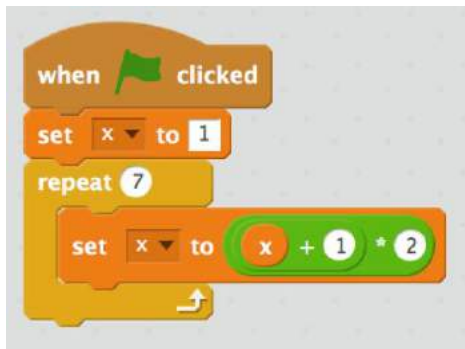 when clicked
set x to 1
repeat 7
set x to x + 1 * 2